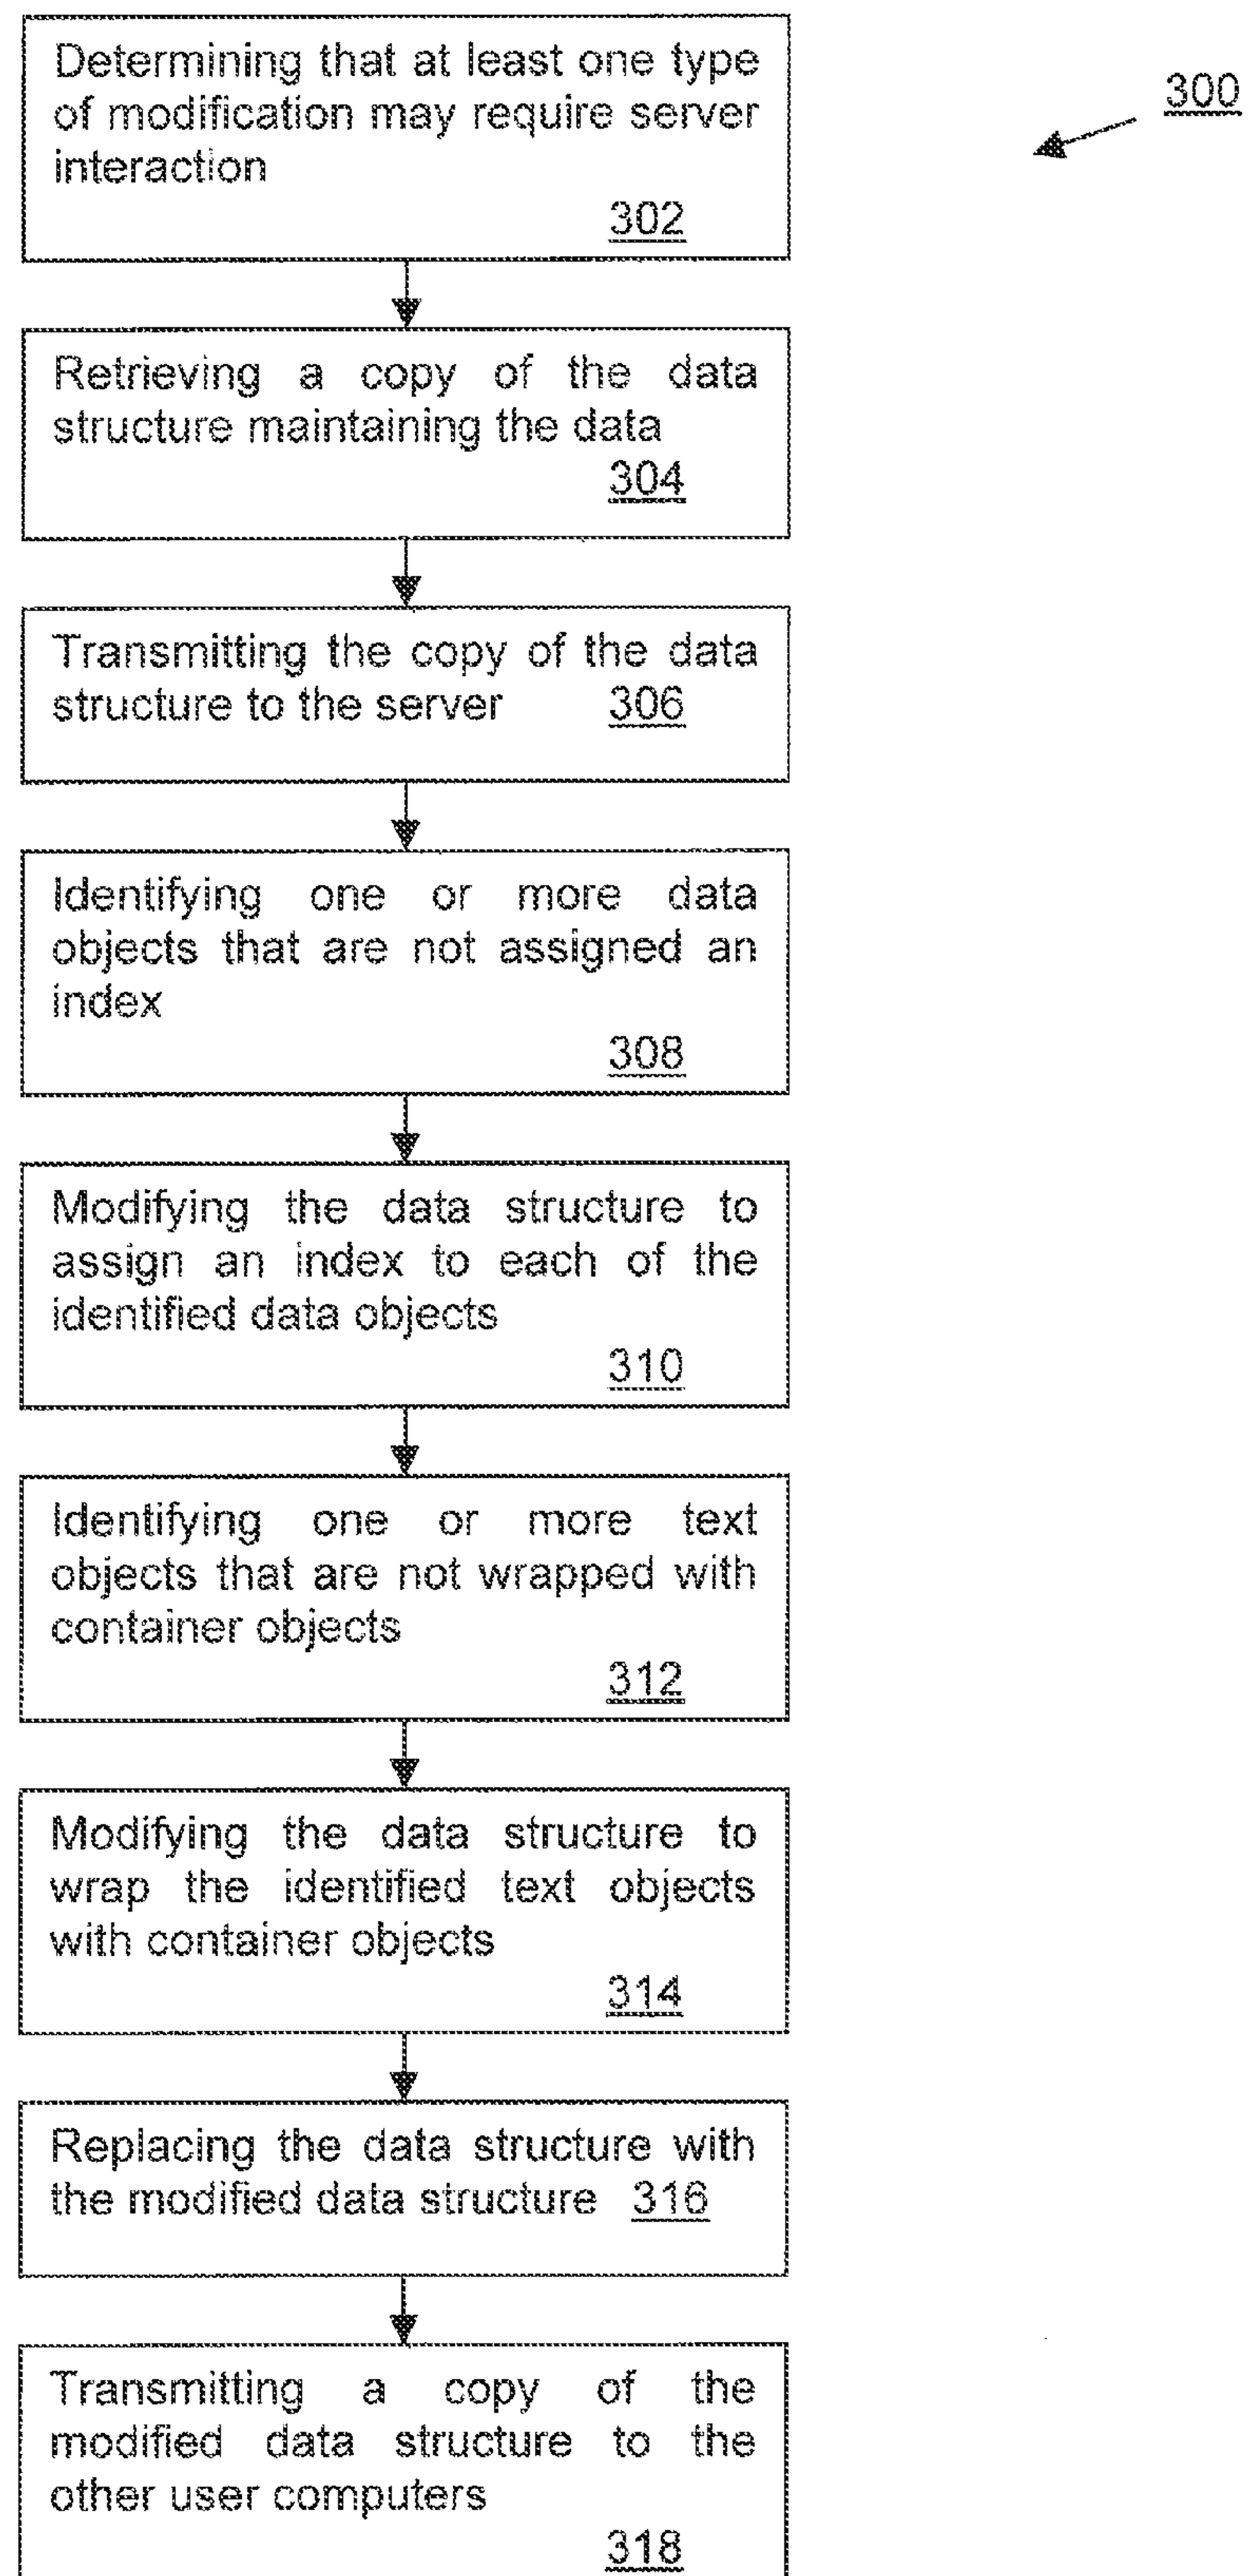 Determining that at least one type
of modification may require server
interaction
302
300
Retrieving a copy of the data
structure maintaining the data
304
Transmitting the copy of the data
structure to the server 306
Identifying one or more data
objects that are not assigned an
index
308
Modifying the data structure to
assign an index to each of the
identified data objects
310
Identifying one or more text
objects that are not wrapped with
container objects
312
Modifying the data structure to
wrap the identified text objects
with container objects
314
Replacing the data structure with
the modified data structure 316
Transmitting a copy of the
modified data structure to the
other user computers
318